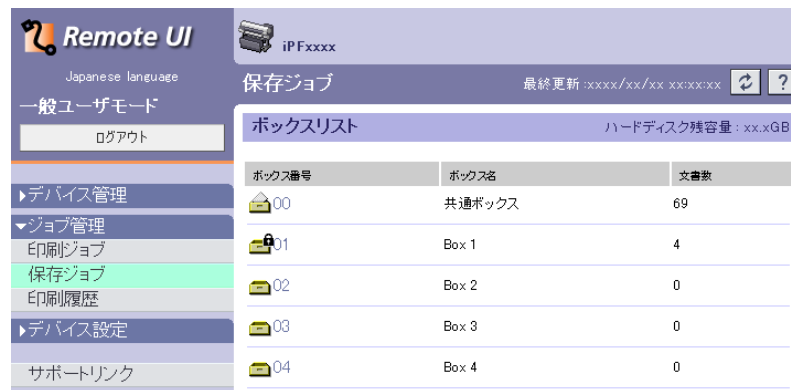 Remote UI
Japanese language
一般ユーザモード
ログアウト
▶デバイス管理
▼ジョブ管理
印刷ジョブ
保存ジョブ
印刷履歴
▶デバイス設定
サポートリンク
iPFxxxx
保存ジョブ 最終更新 :xxxx/xx/xx xx:xx:xx ?
ボックスリスト ハードディスク残容量 : xx.xGB
ボックス番号 ボックス名 文書数
00 共通ボックス 69
01 Box 1 4
02 Box 2 0
03 Box 3 0
04 Box 4 0